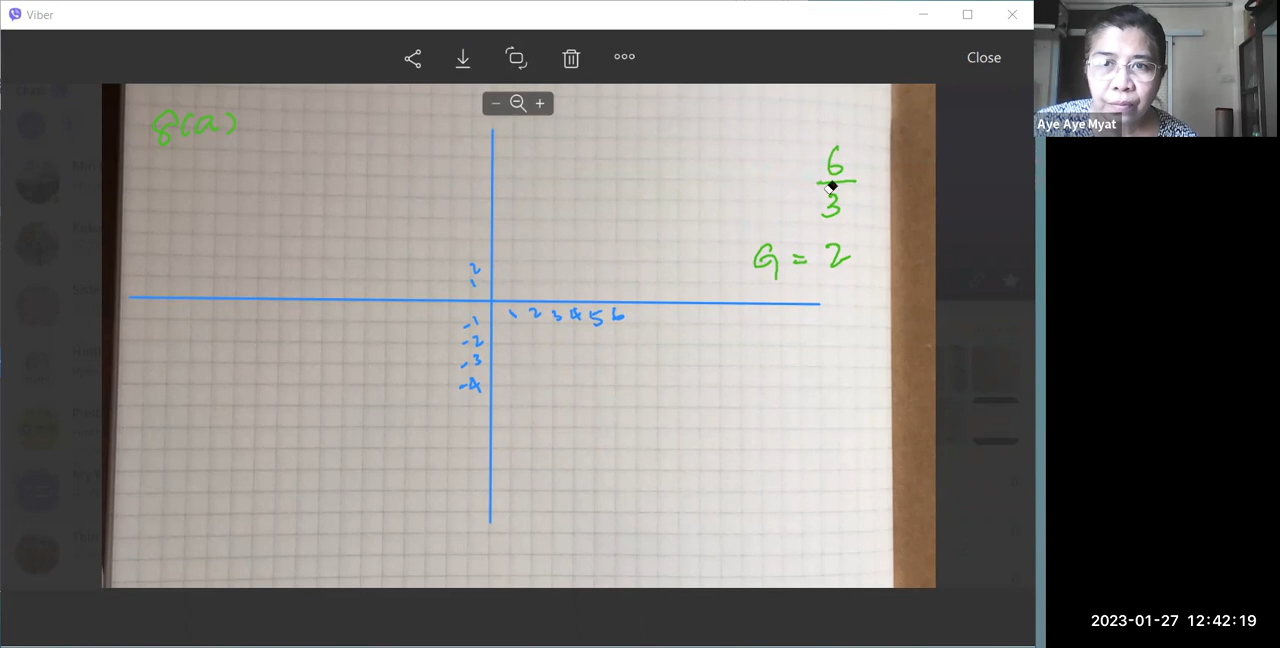 Viber
Close
8(a)
6
3
G = 2
2
1
1 2 3 4 5 6
-1
-2
-3
-4
Aye Aye Myat
2023-01-27 12:42:19